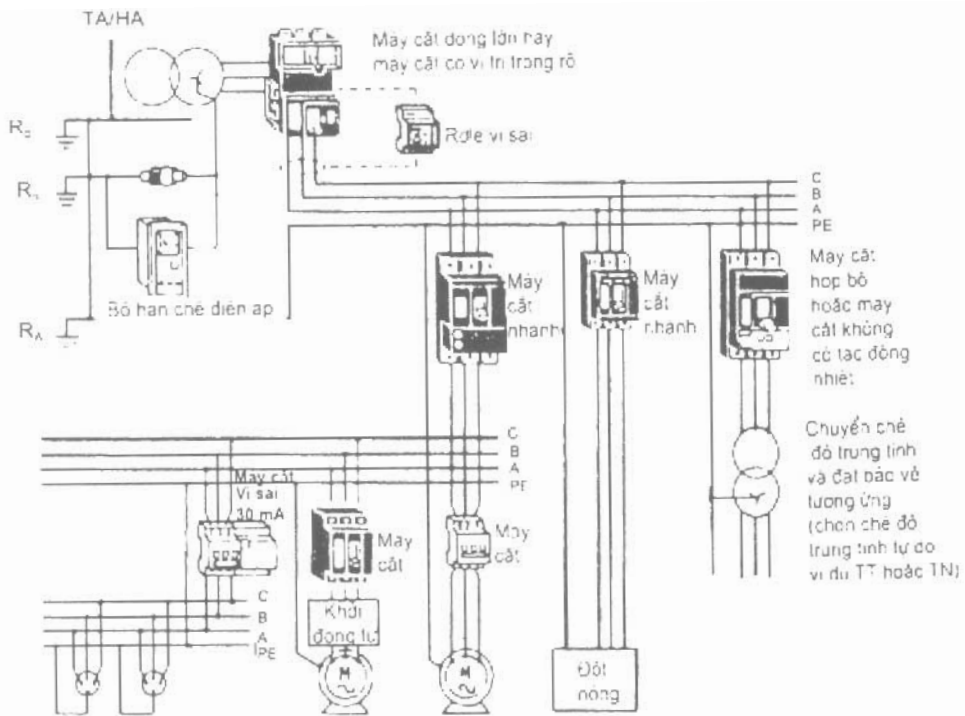 TA/HA
Máy cắt dòng lớn hay
máy cắt có vị trí trong rõ
Rơle vi sai
R
R
Bộ hạn chế điện áp
R_A
C
B
A
PE
Máy
cắt
nhanh
Máy
cắt
nhanh
Máy cắt
hợp bộ
hoặc máy
cắt không
có tác động
nhiệt
Chuyển chế
độ trung tính
và đặt bảo vệ
tương ứng
(chọn chế độ
trung tính tự do
ví dụ TT hoặc TN)
C
B
A
PE
Máy cắt
Vi sai
30 mA
Máy
cắt
Máy
cắt
C
B
A
PE
Khởi
động từ
M
M
Đốt
nóng